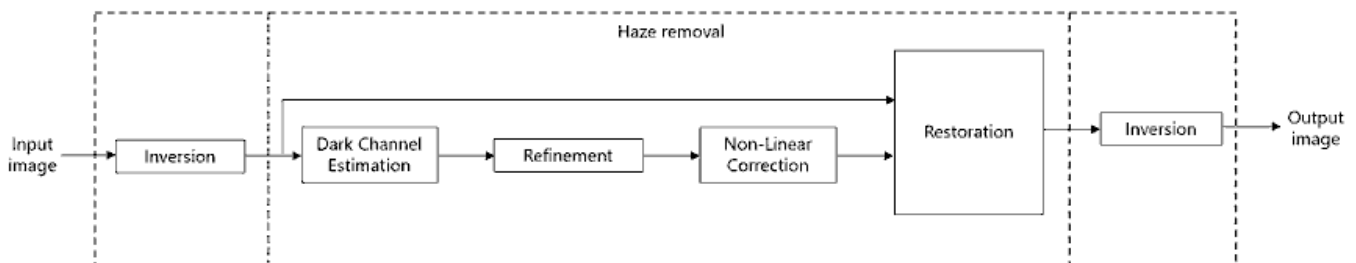 Haze removal
Input
image
Inversion
Dark Channel
Estimation
Refinement
Non-Linear
Correction
Restoration
Inversion
Output
image